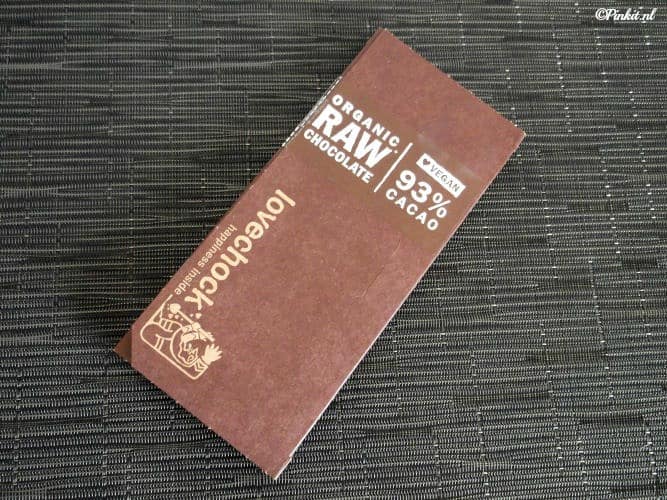 ©Pinkit.nl
ORGANIC
RAW
CHOCOLATE
VEGAN
93%
CACAO
lovechock
happiness inside